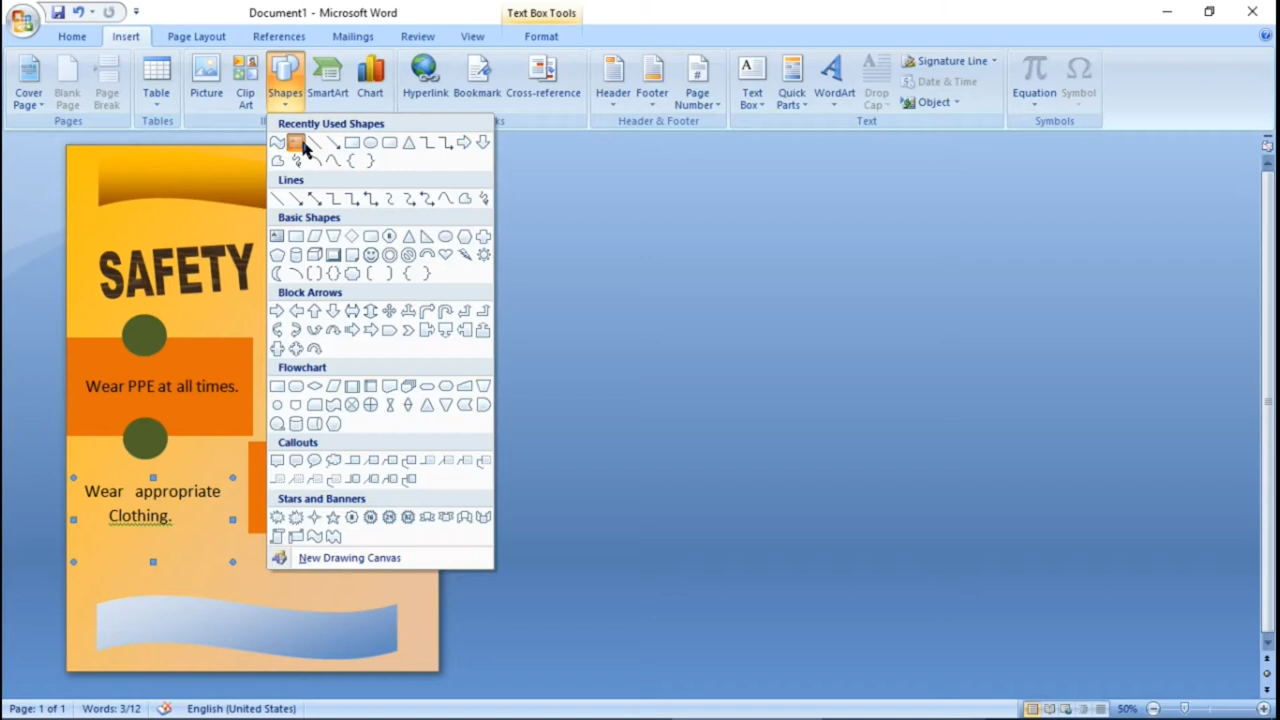 Document1 - Microsoft Word
Text Box Tools
Home Insert Page Layout References Mailings Review View Format
Cover Page
Blank Page
Page Break
Table
Picture
Clip Art
Shapes
SmartArt
Chart
Hyperlink
Bookmark
Cross-reference
Header
Footer
Page Number
Text Box
Quick Parts
WordArt
Drop Cap
Signature Line
Date & Time
Object
Equation
Symbol
Pages
Tables
Header & Footer
Text
Symbols
Recently Used Shapes
Lines
Basic Shapes
Block Arrows
Flowchart
Callouts
Stars and Banners
New Drawing Canvas
SAFETY
Wear PPE at all times.
Wear appropriate
Clothing.
Page: 1 of 1 Words: 3/12 English (United States) 50%